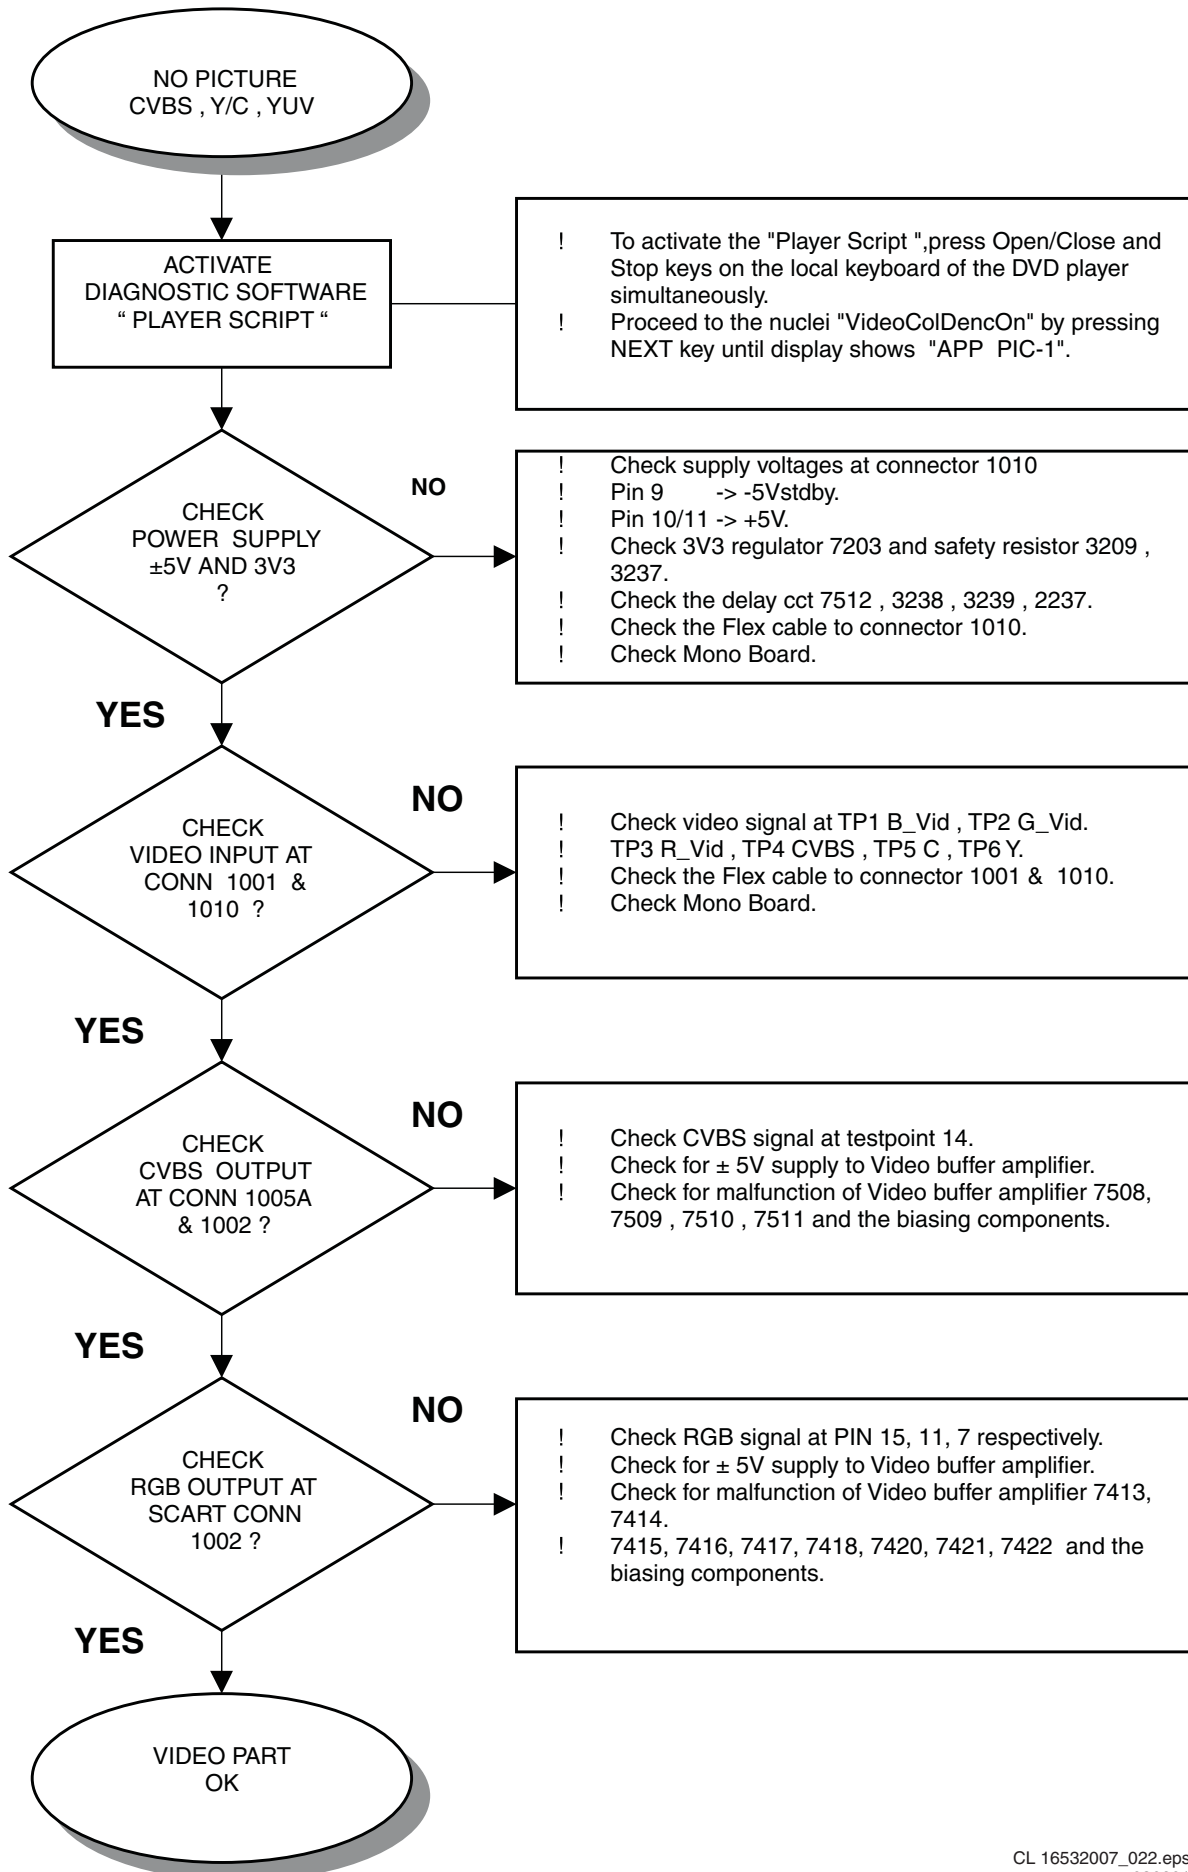 NO PICTURE
CVBS , Y/C , YUV
ACTIVATE
DIAGNOSTIC SOFTWARE
“ PLAYER SCRIPT “
! To activate the "Player Script ",press Open/Close and
Stop keys on the local keyboard of the DVD player
simultaneously.
! Proceed to the nuclei "VideoColDencOn" by pressing
NEXT key until display shows "APP PIC-1".
CHECK
POWER SUPPLY
±5V AND 3V3
?
NO
! Check supply voltages at connector 1010
! Pin 9 -> -5Vstdby.
! Pin 10/11 -> +5V.
! Check 3V3 regulator 7203 and safety resistor 3209 ,
3237.
! Check the delay cct 7512 , 3238 , 3239 , 2237.
! Check the Flex cable to connector 1010.
! Check Mono Board.
YES
CHECK
VIDEO INPUT AT
CONN 1001 &
1010 ?
NO
! Check video signal at TP1 B_Vid , TP2 G_Vid.
! TP3 R_Vid , TP4 CVBS , TP5 C , TP6 Y.
! Check the Flex cable to connector 1001 & 1010.
! Check Mono Board.
YES
CHECK
CVBS OUTPUT
AT CONN 1005A
& 1002 ?
NO
! Check CVBS signal at testpoint 14.
! Check for ± 5V supply to Video buffer amplifier.
! Check for malfunction of Video buffer amplifier 7508,
7509 , 7510 , 7511 and the biasing components.
YES
CHECK
RGB OUTPUT AT
SCART CONN
1002 ?
NO
! Check RGB signal at PIN 15, 11, 7 respectively.
! Check for ± 5V supply to Video buffer amplifier.
! Check for malfunction of Video buffer amplifier 7413,
7414.
! 7415, 7416, 7417, 7418, 7420, 7421, 7422 and the
biasing components.
YES
VIDEO PART
OK
CL 16532007_022.eps